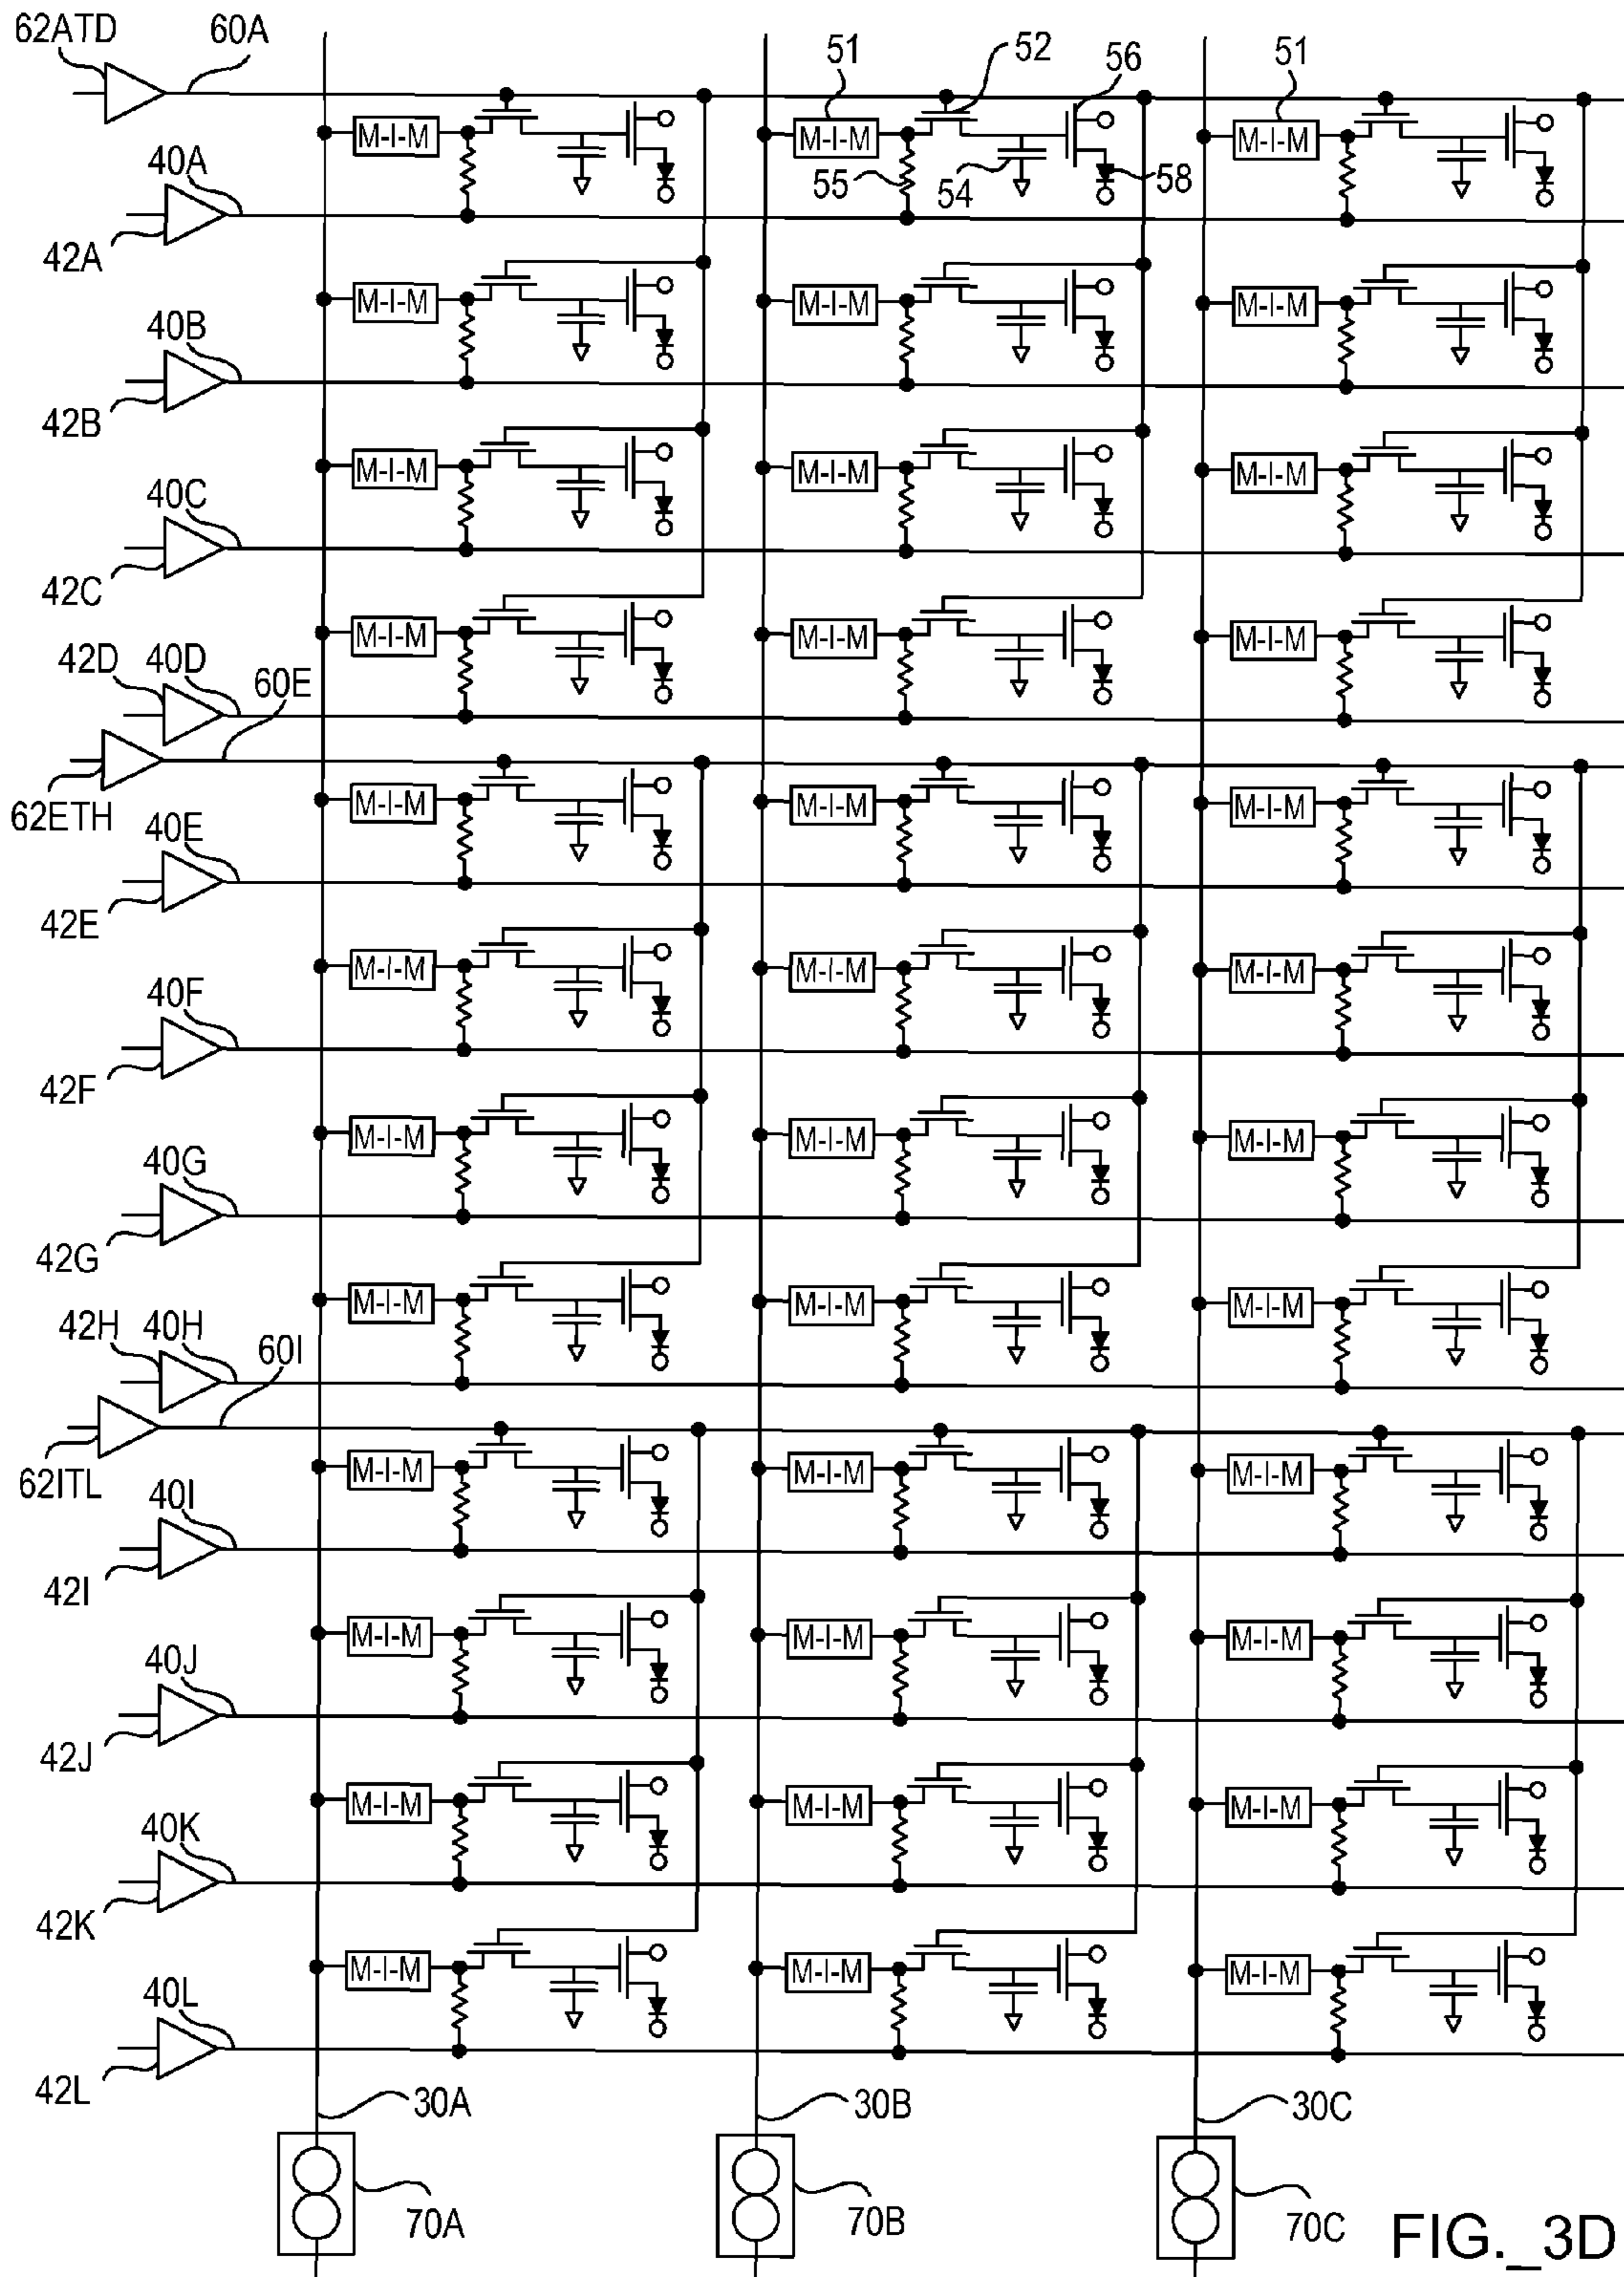 62ATD 60A 51 52 56 51
M-I-M M-I-M M-I-M
40A 55 54 58
42A
M-I-M M-I-M M-I-M
40B
42B
M-I-M M-I-M M-I-M
40C
42C
M-I-M M-I-M M-I-M
42D 40D 60E
M-I-M M-I-M M-I-M
62ETH 40E
42E
M-I-M M-I-M M-I-M
40F
42F
M-I-M M-I-M M-I-M
40G
42G
M-I-M M-I-M M-I-M
42H 40H 60I
M-I-M M-I-M M-I-M
62ITL 40I
42I
M-I-M M-I-M M-I-M
40J
42J
M-I-M M-I-M M-I-M
40K
42K
M-I-M M-I-M M-I-M
40L
42L 30A 30B 30C
70A 70B 70C
FIG._3D